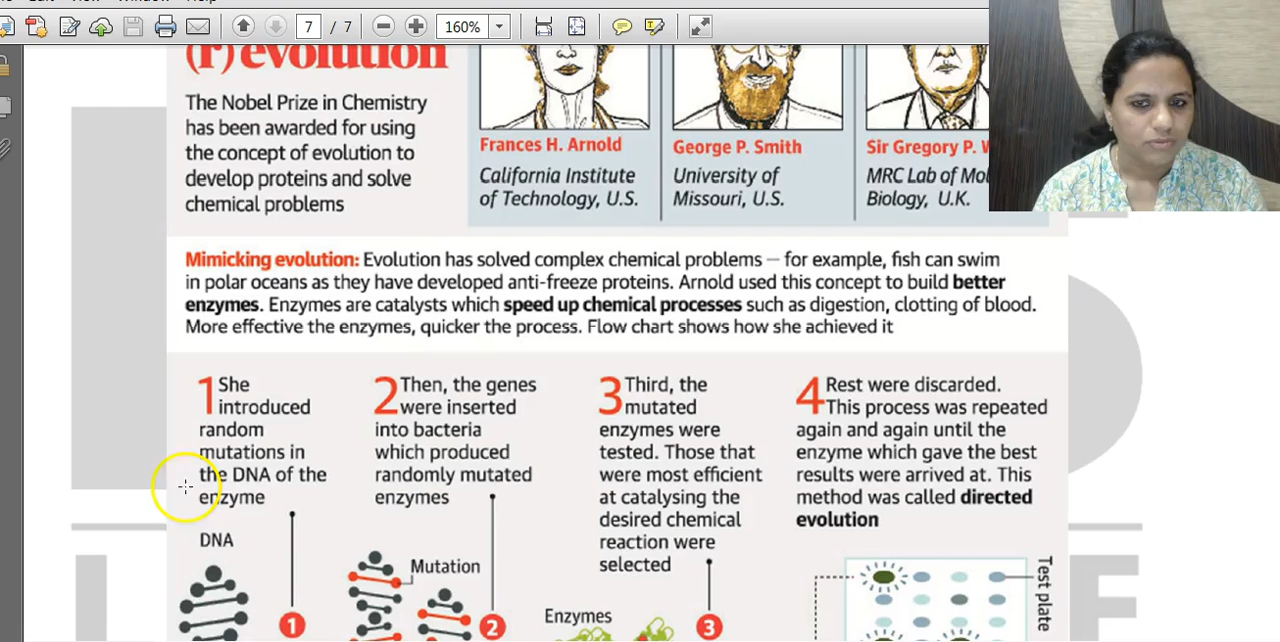 7 / 7
160%
(r)evolution
The Nobel Prize in Chemistry
has been awarded for using
the concept of evolution to
develop proteins and solve
chemical problems
Frances H. Arnold
California Institute
of Technology, U.S.
George P. Smith
University of
Missouri, U.S.
Sir Gregory P.
MRC Lab of
Biology, U.K.
Mimicking evolution: Evolution has solved complex chemical problems — for example, fish can swim
in polar oceans as they have developed anti-freeze proteins. Arnold used this concept to build better
enzymes. Enzymes are catalysts which speed up chemical processes such as digestion, clotting of blood.
More effective the enzymes, quicker the process. Flow chart shows how she achieved it
1 She
introduced
random
mutations in
the DNA of the
enzyme
2 Then, the genes
were inserted
into bacteria
which produced
randomly mutated
enzymes
3 Third, the
mutated
enzymes were
tested. Those that
were most efficient
at catalysing the
desired chemical
reaction were
selected
4 Rest were discarded.
This process was repeated
again and again until the
enzyme which gave the best
results were arrived at. This
method was called directed
evolution
DNA
1
Mutation
2
Enzymes
3
Test plate